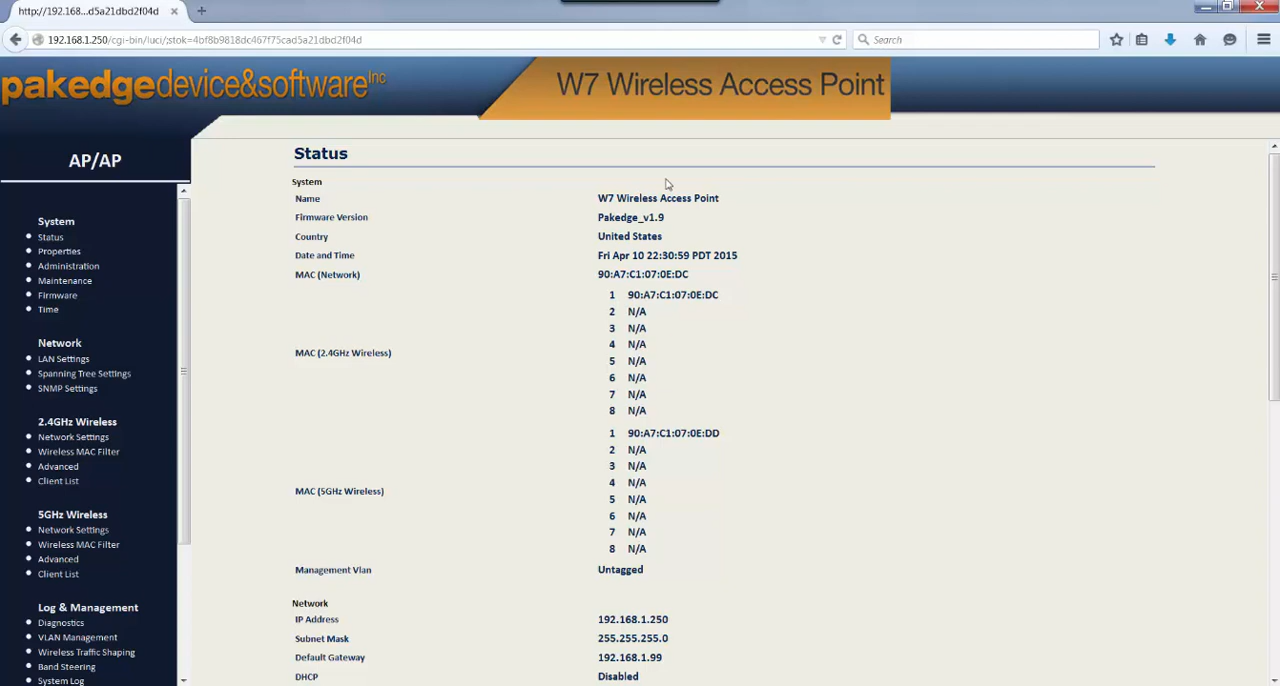 http://192.168...d5a21dbd2f04d
192.168.1.250/cgi-bin/luci/;stok=4bf8b9818dc467f75cad5a21dbd2f04d
Search
pakedgedevice&softwareInc
W7 Wireless Access Point
AP/AP
System
Status
Properties
Administration
Maintenance
Firmware
Time
Network
LAN Settings
Spanning Tree Settings
SNMP Settings
2.4GHz Wireless
Network Settings
Wireless MAC Filter
Advanced
Client List
5GHz Wireless
Network Settings
Wireless MAC Filter
Advanced
Client List
Log & Management
Diagnostics
VLAN Management
Wireless Traffic Shaping
Band Steering
System Log
Status
System
Name W7 Wireless Access Point
Firmware Version Pakedge_v1.9
Country United States
Date and Time Fri Apr 10 22:30:59 PDT 2015
MAC (Network) 90:A7:C1:07:0E:DC
MAC (2.4GHz Wireless)
1 90:A7:C1:07:0E:DC
2 N/A
3 N/A
4 N/A
5 N/A
6 N/A
7 N/A
8 N/A
MAC (5GHz Wireless)
1 90:A7:C1:07:0E:DD
2 N/A
3 N/A
4 N/A
5 N/A
6 N/A
7 N/A
8 N/A
Management Vlan Untagged
Network
IP Address 192.168.1.250
Subnet Mask 255.255.255.0
Default Gateway 192.168.1.99
DHCP Disabled